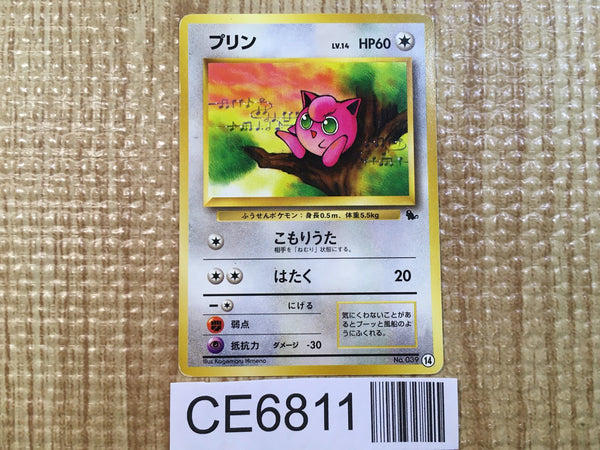 プリン LV.14 HP60
ふうせんポケモン：身長0.5m、体重5.5kg
こもりうた
相手を「ねむり」状態にする。
はたく 20
にげる
弱点
抵抗力 ダメージ -30
気にくわないことが
あるとプーッと風船のよ
うにふくれる。
Illus. Kagemaru Himeno No. 039 14
CE6811